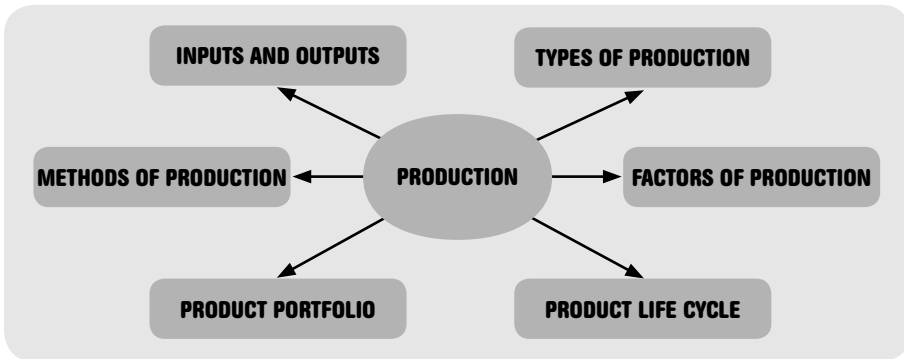 INPUTS AND OUTPUTS
TYPES OF PRODUCTION
METHODS OF PRODUCTION
PRODUCTION
FACTORS OF PRODUCTION
PRODUCT PORTFOLIO
PRODUCT LIFE CYCLE